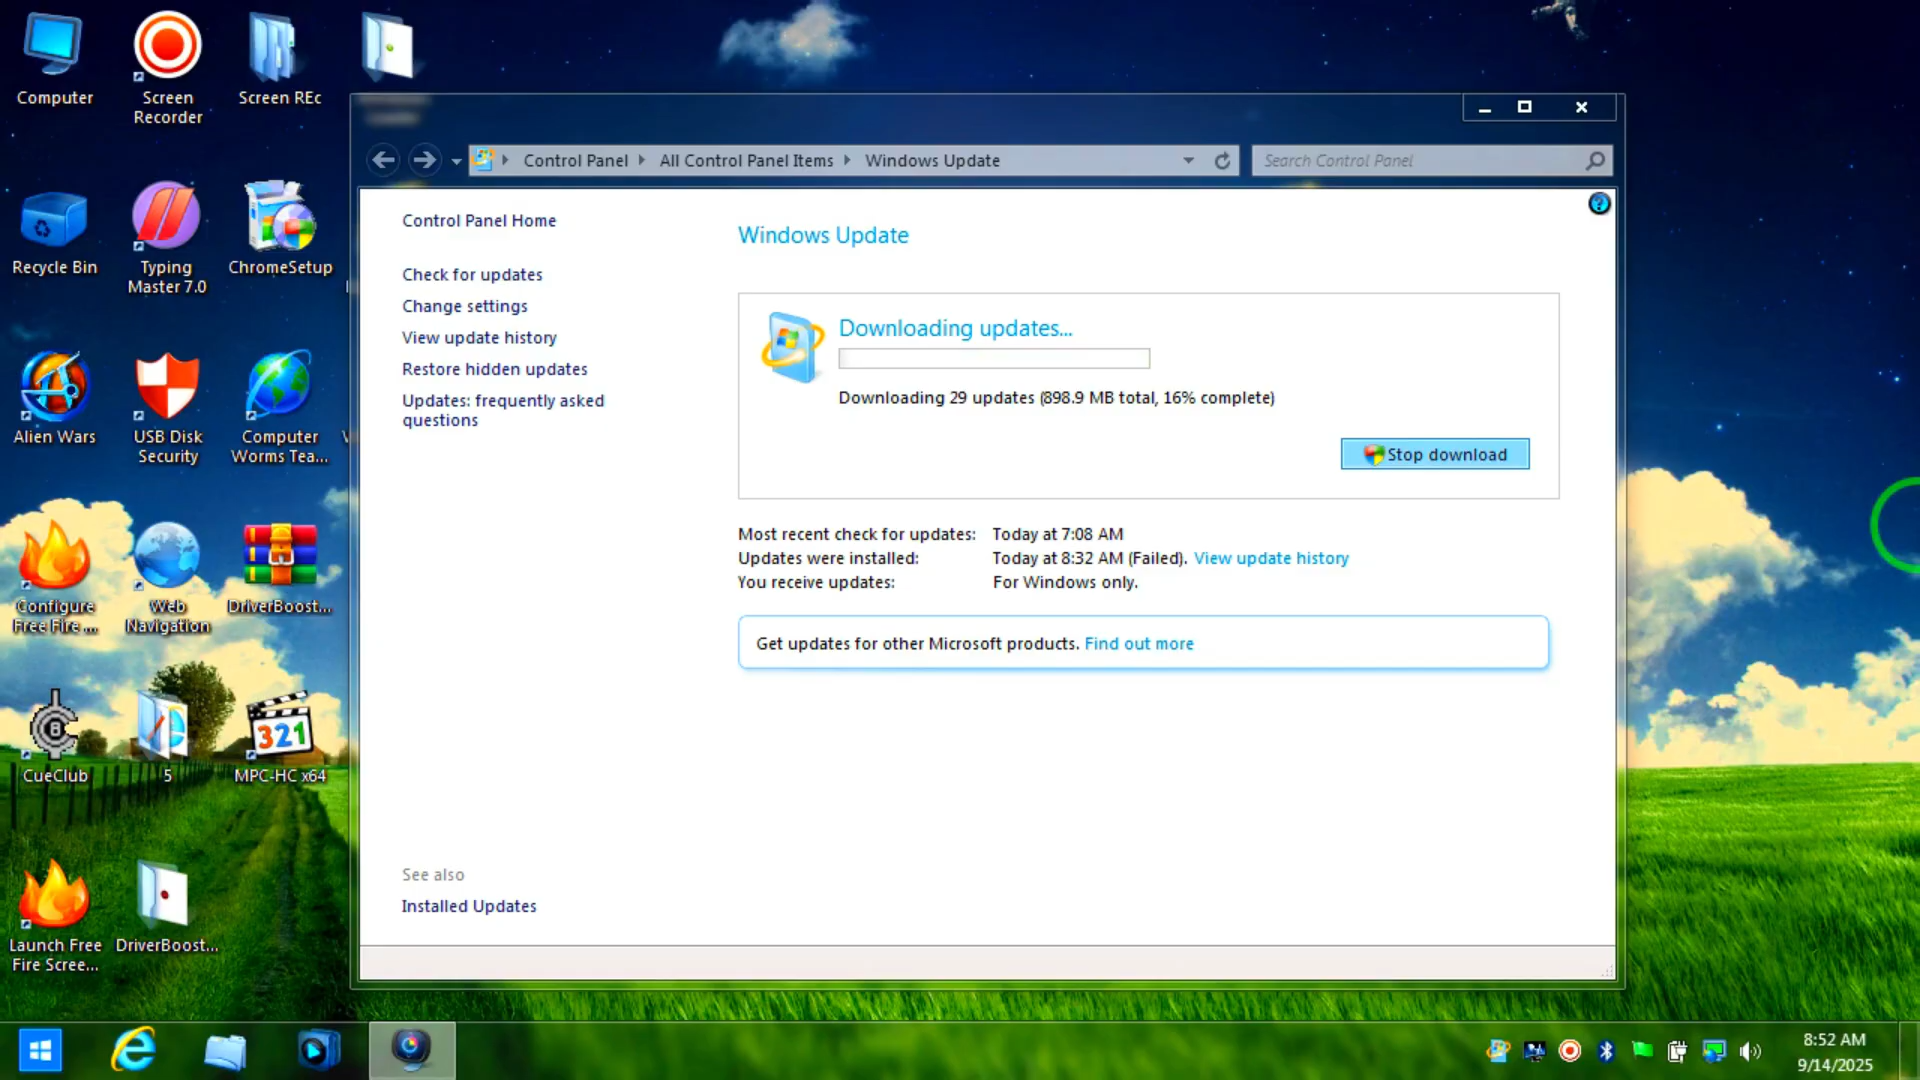 Computer
Screen
Recorder
Screen REc
Recycle Bin
Typing
Master 7.0
ChromeSetup
Alien Wars
USB Disk
Security
Computer
Worms Tea...
Configure
Free Fire ...
Web
Navigation
DriverBoost...
CueClub
5
321
MPC-HC x64
Launch Free
Fire Scree...
DriverBoost...
Control Panel
All Control Panel Items
Windows Update
Search Control Panel
Control Panel Home
Check for updates
Change settings
View update history
Restore hidden updates
Updates: frequently asked
questions
See also
Installed Updates
Windows Update
Downloading updates...
Downloading 29 updates (898.9 MB total, 16% complete)
Stop download
Most recent check for updates: Today at 7:08 AM
Updates were installed: Today at 8:32 AM (Failed). View update history
You receive updates: For Windows only.
Get updates for other Microsoft products. Find out more
8:52 AM
9/14/2025